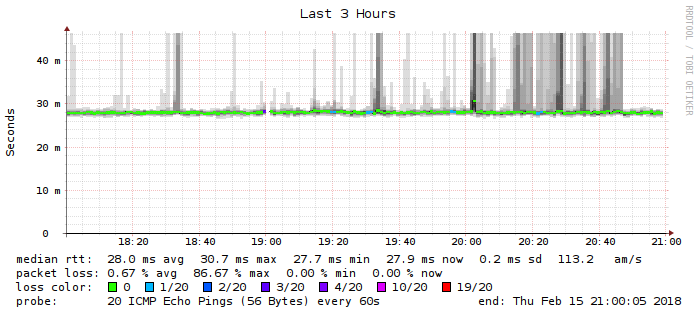 Last 3 Hours
RRDTOOL / TOBI OETIKER
Seconds
40 m
30 m
20 m
10 m
0
18:20 18:40 19:00 19:20 19:40 20:00 20:20 20:40 21:00
median rtt: 28.0 ms avg 30.7 ms max 27.7 ms min 27.9 ms now 0.2 ms sd 113.2 am/s
packet loss: 0.67 % avg 86.67 % max 0.00 % min 0.00 % now
loss color: 0 1/20 2/20 3/20 4/20 10/20 19/20
probe: 20 ICMP Echo Pings (56 Bytes) every 60s end: Thu Feb 15 21:00:05 2018